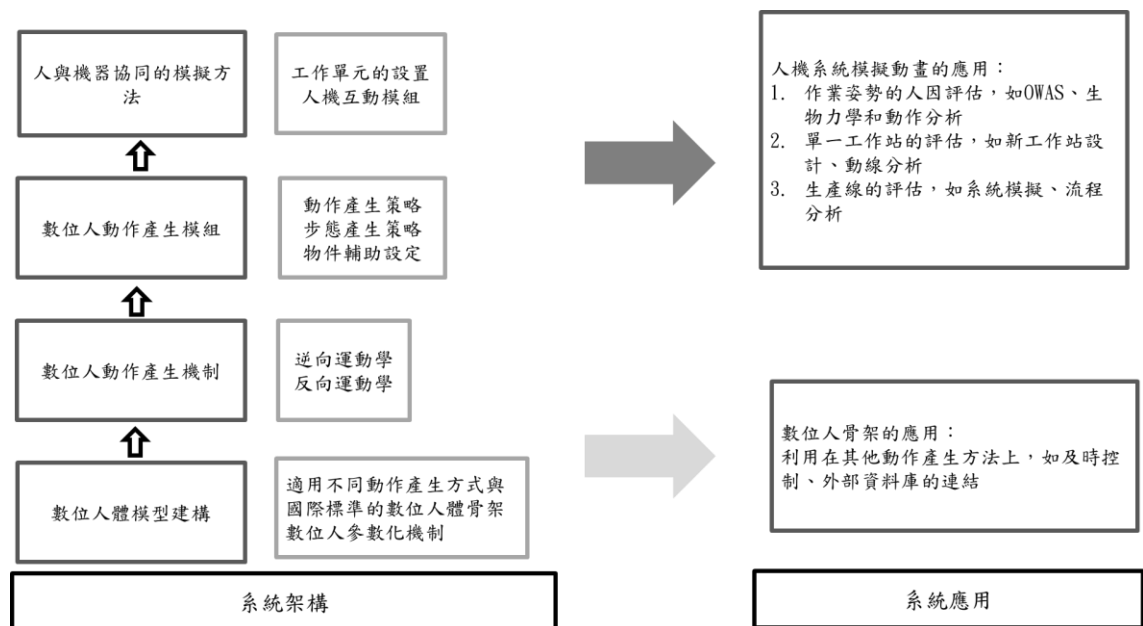 人與機器協同的模擬方
法
工作單元的設置
人機互動模組
數位人動作產生模組
動作產生策略
步態產生策略
物件輔助設定
數位人動作產生機制
逆向運動學
反向運動學
數位人體模型建構
適用不同動作產生方式與
國際標準的數位人體骨架
數位人參數化機制
系統架構
人機系統模擬動畫的應用：
1. 作業姿勢的人因評估，如OWAS、生
物力學和動作分析
2. 單一工作站的評估，如新工作站設
計、動線分析
3. 生產線的評估，如系統模擬、流程
分析
數位人骨架的應用：
利用在其他動作產生方法上，如及時控
制、外部資料庫的連結
系統應用